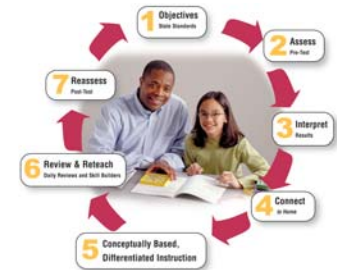 1 Objectives
State Standards
2 Assess
Pre-Test
3 Interpret
Results
4 Connect
to Home
5 Conceptually Based,
Differentiated Instruction
6 Review & Reteach
Daily Reviews and Skill Builders
7 Reassess
Post-Test